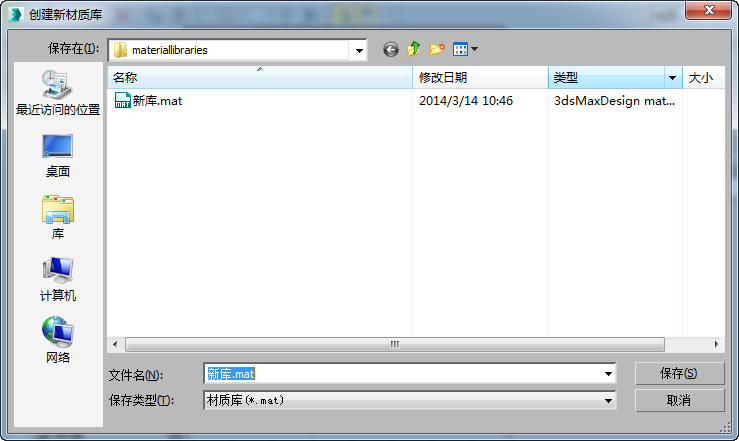 创建新材质库
保存在(I): materiallibraries
名称 修改日期 类型 大小
新库.mat 2014/3/14 10:46 3dsMaxDesign mat...
最近访问的位置
桌面
库
计算机
网络
文件名(N): 新库.mat 保存(S)
保存类型(T): 材质库(*.mat) 取消